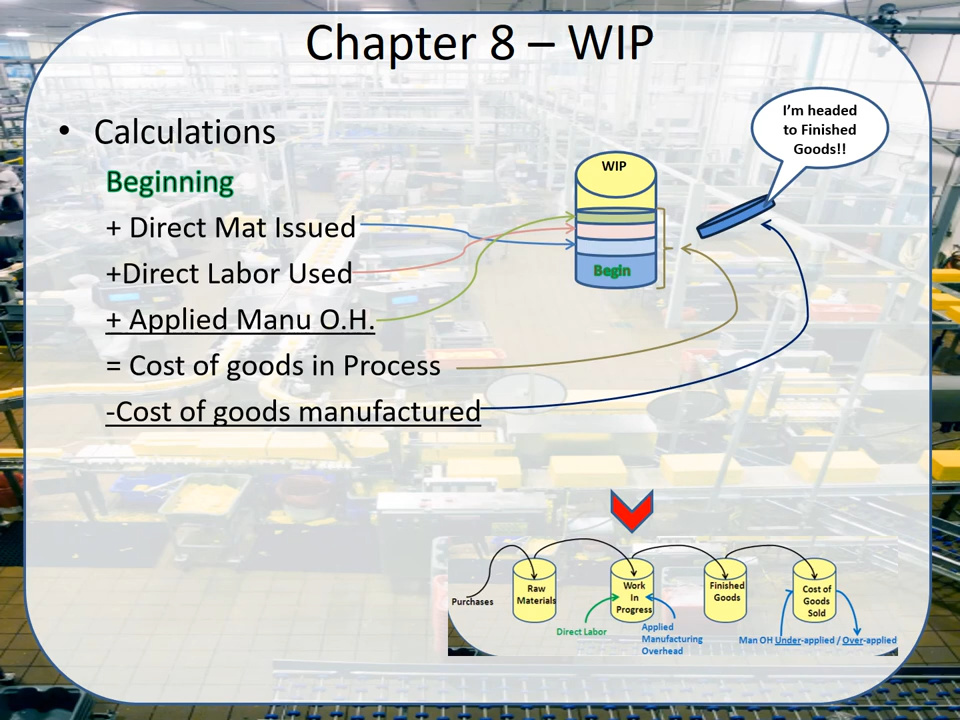 Chapter 8 – WIP
• Calculations
Beginning
+ Direct Mat Issued
+Direct Labor Used
+ Applied Manu O.H.
= Cost of goods in Process
-Cost of goods manufactured
I'm headed
to Finished
Goods!!
WIP
Begin
Purchases
Raw
Materials
Work
In
Progress
Finished
Goods
Cost of
Goods
Sold
Direct Labor
Applied
Manufacturing
Overhead
Man OH Under-applied / Over-applied